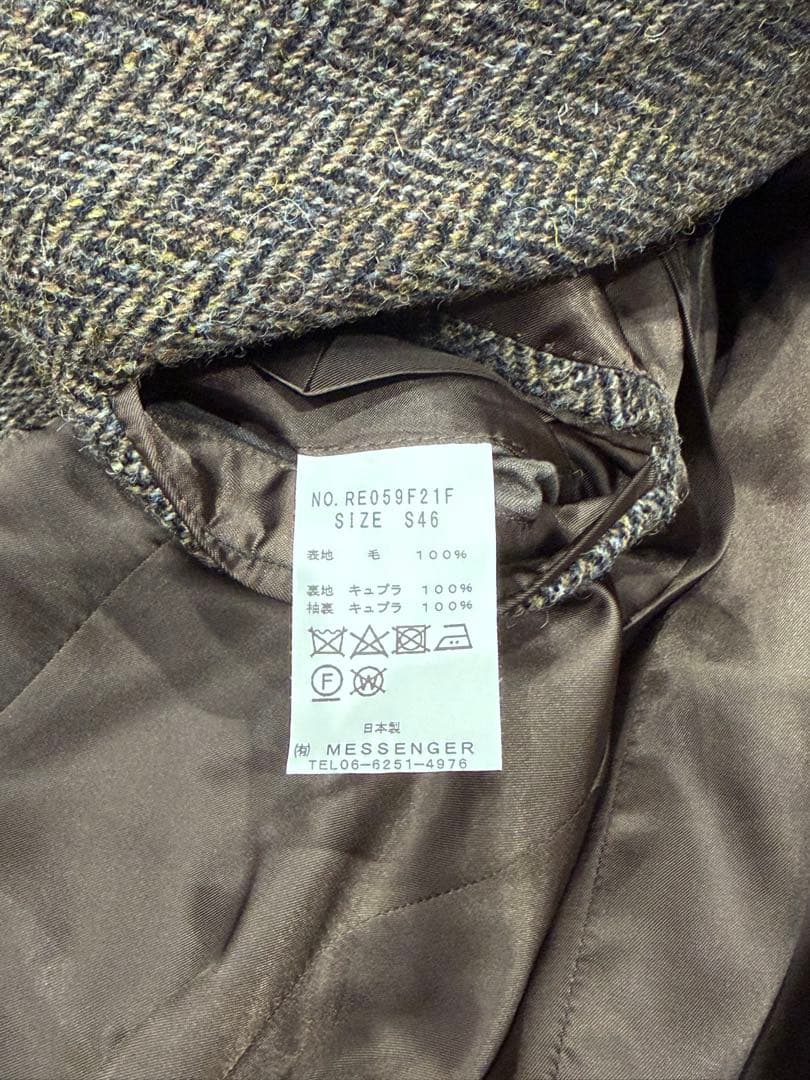 NO. RE059F21F
SIZE S46
表地 毛 100%
裏地 キュプラ 100%
袖裏 キュプラ 100%
F W
日本製
㈲ MESSENGER
TEL06-6251-4976